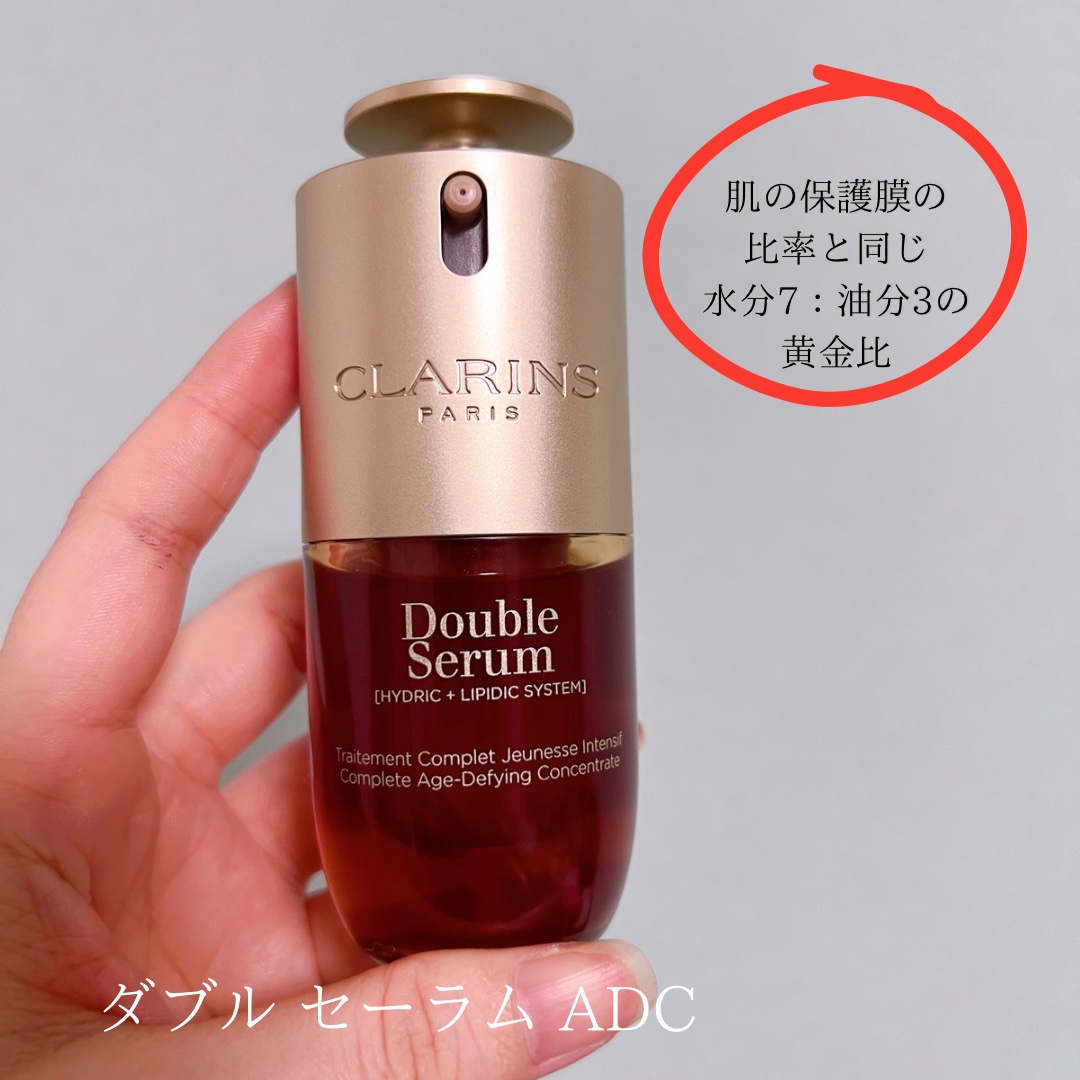 肌の保護膜の
比率と同じ
水分7：油分3の
黄金比
CLARINS
PARIS
Double
Serum
[HYDRIC + LIPIDIC SYSTEM]
Traitement Complet Jeunesse Intensif
Complete Age-Defying Concentrate
ダブル セーラム ADC